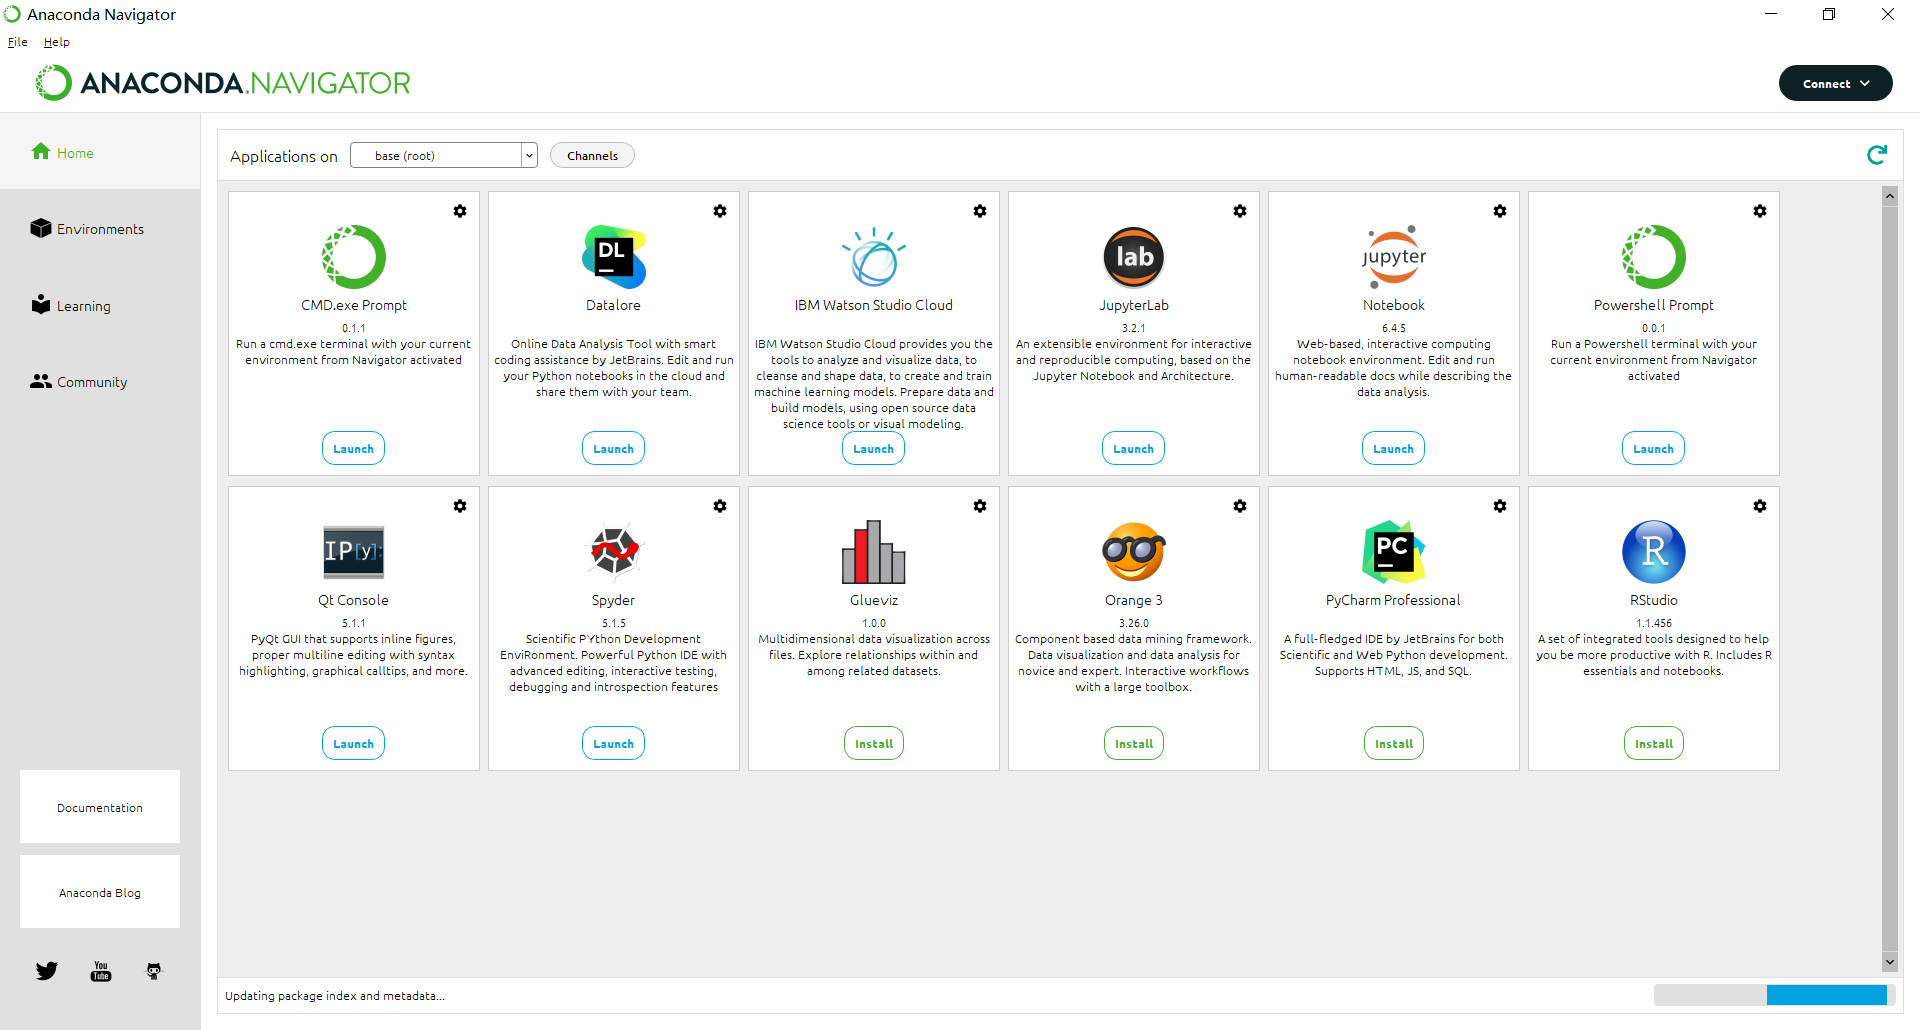 Anaconda Navigator
File Help
ANACONDA.NAVIGATOR
Connect
Home
Environments
Learning
Community
Documentation
Anaconda Blog
You
Tube
Applications on base (root) Channels
CMD.exe Prompt
0.1.1
Run a cmd.exe terminal with your current
environment from Navigator activated
Launch
DL
Datalore
Online Data Analysis Tool with smart
coding assistance by JetBrains. Edit and run
your Python notebooks in the cloud and
share them with your team.
Launch
IBM Watson Studio Cloud
IBM Watson Studio Cloud provides you the
tools to analyze and visualize data, to
cleanse and shape data, to create and train
machine learning models. Prepare data and
build models, using open source data
science tools or visual modeling.
Launch
lab
JupyterLab
3.2.1
An extensible environment for interactive
and reproducible computing, based on the
Jupyter Notebook and Architecture.
Launch
jupyter
Notebook
6.4.5
Web-based, interactive computing
notebook environment. Edit and run
human-readable docs while describing the
data analysis.
Launch
Powershell Prompt
0.0.1
Run a Powershell terminal with your
current environment from Navigator
activated
Launch
IP[y]:
Qt Console
5.1.1
PyQt GUI that supports inline figures,
proper multiline editing with syntax
highlighting, graphical calltips, and more.
Launch
Spyder
5.1.5
Scientific PYthon Development
EnviRonment. Powerful Python IDE with
advanced editing, interactive testing,
debugging and introspection features
Launch
Glueviz
1.0.0
Multidimensional data visualization across
files. Explore relationships within and
among related datasets.
Install
Orange 3
3.26.0
Component based data mining framework.
Data visualization and data analysis for
novice and expert. Interactive workflows
with a large toolbox.
Install
PC
PyCharm Professional
A full-fledged IDE by JetBrains for both
Scientific and Web Python development.
Supports HTML, JS, and SQL.
Install
R
RStudio
1.1.456
A set of integrated tools designed to help
you be more productive with R. Includes R
essentials and notebooks.
Install
Updating package index and metadata...